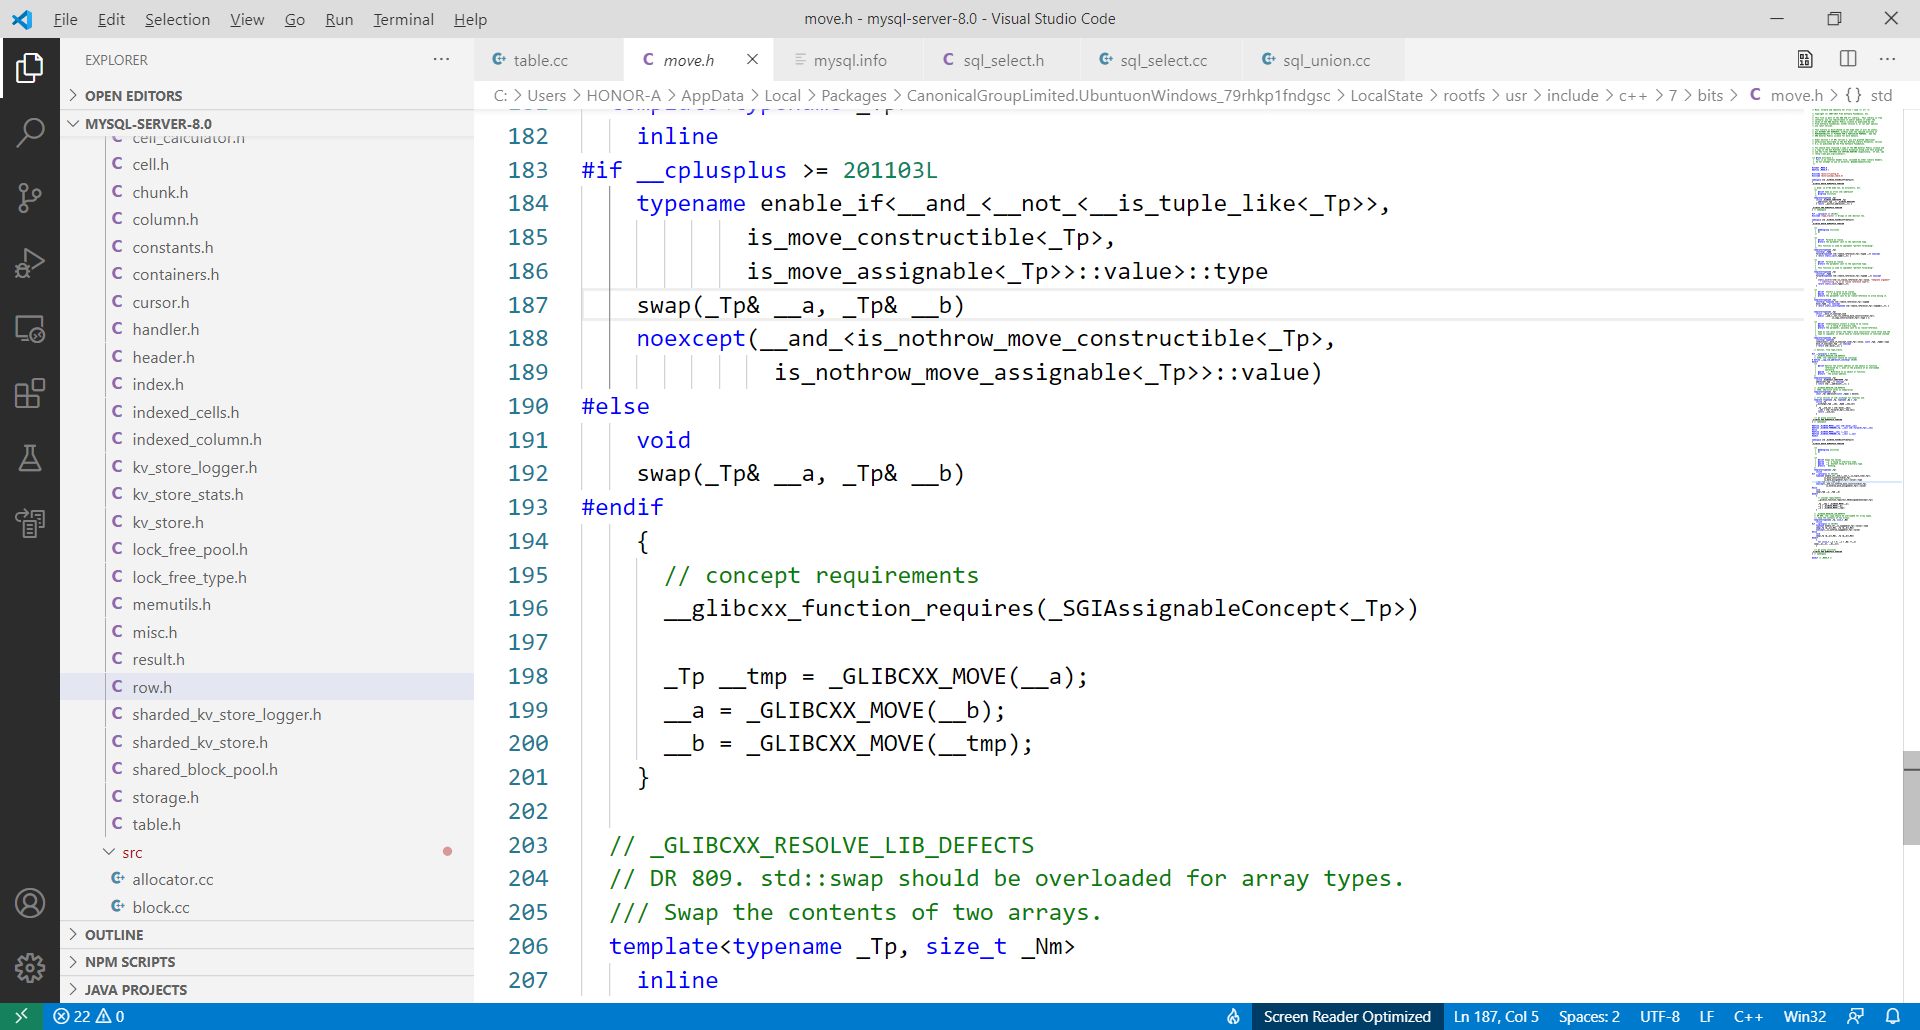 File Edit Selection View Go Run Terminal Help
move.h - mysql-server-8.0 - Visual Studio Code
EXPLORER
OPEN EDITORS
MYSQL-SERVER-8.0
cell_calculator.h
cell.h
chunk.h
column.h
constants.h
containers.h
cursor.h
handler.h
header.h
index.h
indexed_cells.h
indexed_column.h
kv_store_logger.h
kv_store_stats.h
kv_store.h
lock_free_pool.h
lock_free_type.h
memutils.h
misc.h
result.h
row.h
sharded_kv_store_logger.h
sharded_kv_store.h
shared_block_pool.h
storage.h
table.h
src
allocator.cc
block.cc
OUTLINE
NPM SCRIPTS
JAVA PROJECTS
table.cc move.h mysql.info sql_select.h sql_select.cc sql_union.cc
C: > Users > HONOR-A > AppData > Local > Packages > CanonicalGroupLimited.UbuntuonWindows_79rhkp1fndgsc > LocalState > rootfs > usr > include > c++ > 7 > bits > C move.h > {} std
182 inline
183 #if __cplusplus >= 201103L
184 typename enable_if<__and_<__not_<__is_tuple_like<_Tp>>,
185 is_move_constructible<_Tp>,
186 is_move_assignable<_Tp>>::value>::type
187 swap(_Tp& __a, _Tp& __b)
188 noexcept(__and_<is_nothrow_move_constructible<_Tp>,
189 is_nothrow_move_assignable<_Tp>>::value)
190 #else
191 void
192 swap(_Tp& __a, _Tp& __b)
193 #endif
194 {
195 // concept requirements
196 __glibcxx_function_requires(_SGIAssignableConcept<_Tp>)
197
198 _Tp __tmp = _GLIBCXX_MOVE(__a);
199 __a = _GLIBCXX_MOVE(__b);
200 __b = _GLIBCXX_MOVE(__tmp);
201 }
202
203 // _GLIBCXX_RESOLVE_LIB_DEFECTS
204 // DR 809. std::swap should be overloaded for array types.
205 /// Swap the contents of two arrays.
206 template<typename _Tp, size_t _Nm>
207 inline
22 0
Screen Reader Optimized Ln 187, Col 5 Spaces: 2 UTF-8 LF C++ Win32